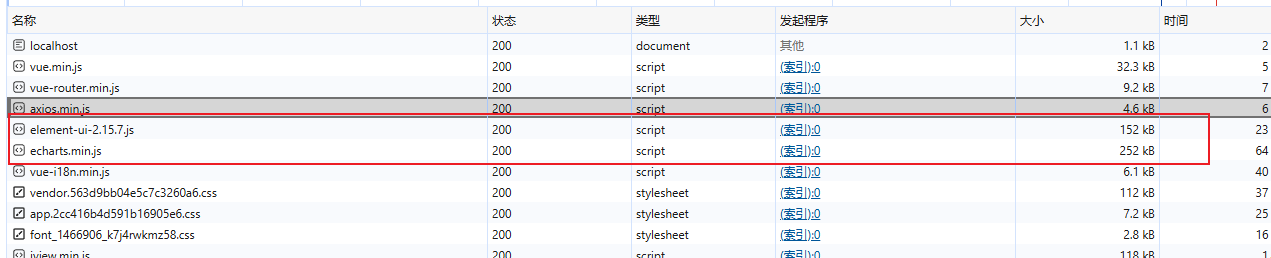 名称 状态 类型 发起程序 大小 时间
localhost 200 document 其他 1.1 kB 2
vue.min.js 200 script (索引):0 32.3 kB 5
vue-router.min.js 200 script (索引):0 9.2 kB 7
axios.min.js 200 script (索引):0 4.6 kB 6
element-ui-2.15.7.js 200 script (索引):0 152 kB 23
echarts.min.js 200 script (索引):0 252 kB 64
vue-i18n.min.js 200 script (索引):0 6.1 kB 40
vendor.563d9bb04e5c7c3260a6.css 200 stylesheet (索引):0 112 kB 37
app.2cc416b4d591b16905e6.css 200 stylesheet (索引):0 7.2 kB 25
font_1466906_k7j4rwkmz58.css 200 stylesheet (索引):0 2.8 kB 16
iview.min.js 200 script (索引):0 118 kB 1